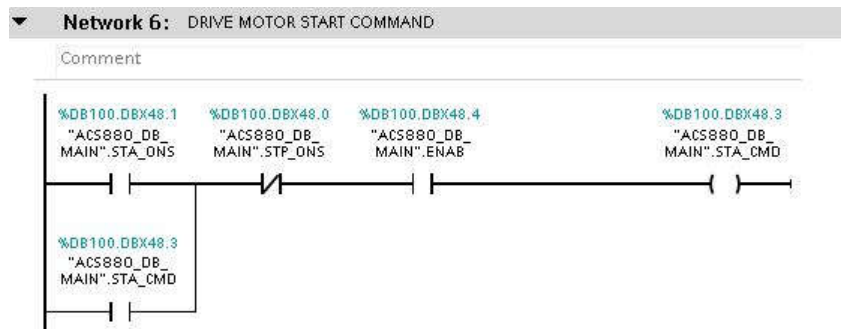 Network 6: DRIVE MOTOR START COMMAND
Comment
%DB100.DBX48.1 %DB100.DBX48.0 %DB100.DBX48.4 %DB100.DBX48.3
"ACS880_DB_ "ACS880_DB_ "ACS880_DB_ "ACS880_DB_
MAIN".STA_ONS MAIN".STP_ONS MAIN".ENAB MAIN".STA_CMD
%DB100.DBX48.3
"ACS880_DB_
MAIN".STA_CMD